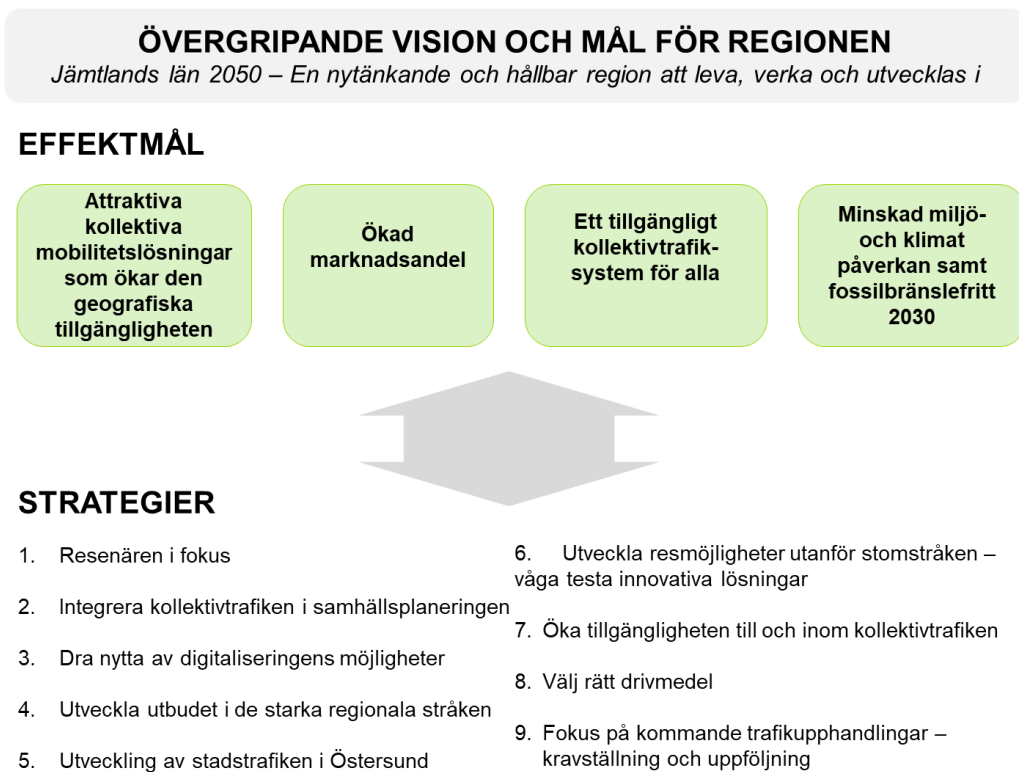 ÖVERGRIPANDE VISION OCH MÅL FÖR REGIONEN
Jämtlands län 2050 – En nytänkande och hållbar region att leva, verka och utvecklas i
EFFEKTMÅL
Attraktiva
kollektiva
mobilitetslösningar
som ökar den
geografiska
tillgängligheten
Ökad
marknadsandel
Ett tillgängligt
kollektivtrafik-
system för alla
Minskad miljö-
och klimat
påverkan samt
fossilbränslefritt
2030
STRATEGIER
1. Resenären i fokus
2. Integrera kollektivtrafiken i samhällsplaneringen
3. Dra nytta av digitaliseringens möjligheter
4. Utveckla utbudet i de starka regionala stråken
5. Utveckling av stadstrafiken i Östersund
6. Utveckla resmöjligheter utanför stomstråken –
våga testa innovativa lösningar
7. Öka tillgängligheten till och inom kollektivtrafiken
8. Välj rätt drivmedel
9. Fokus på kommande trafikupphandlingar –
kravställning och uppföljning